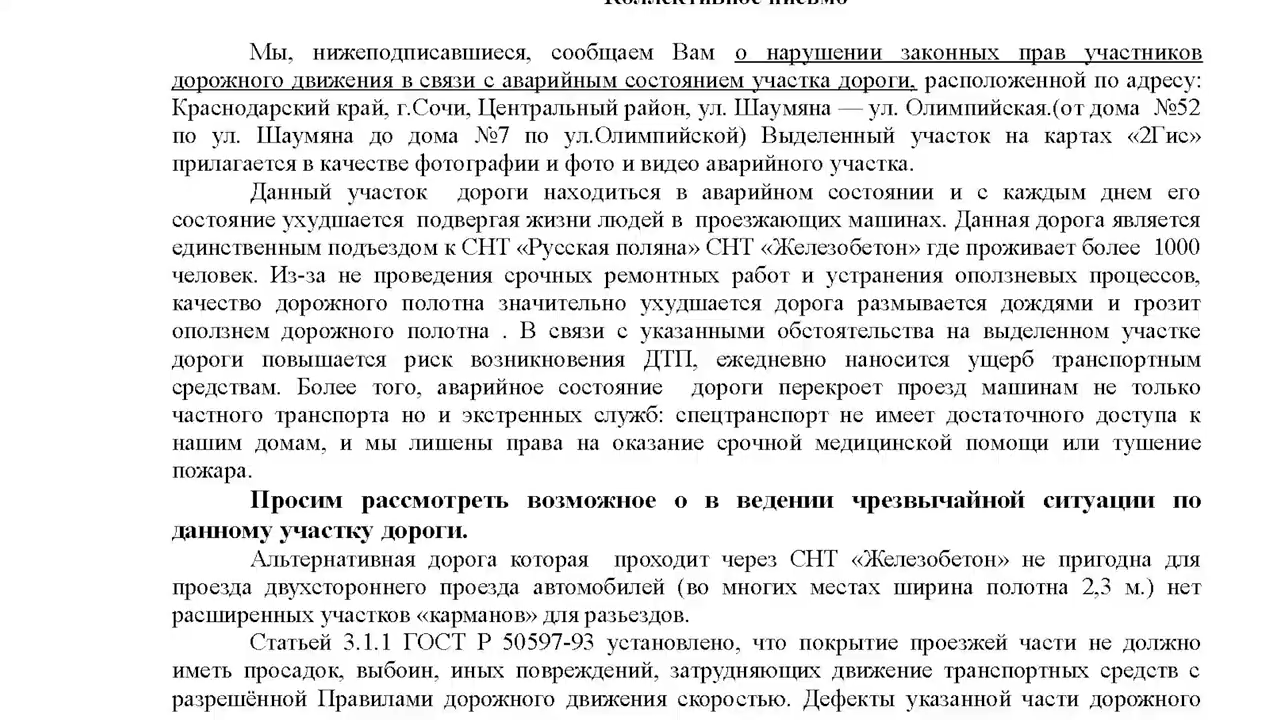 Коллективное письмо
Мы, нижеподписавшиеся, сообщаем Вам о нарушении законных прав участников
дорожного движения в связи с аварийным состоянием участка дороги, расположенной по адресу:
Краснодарский край, г.Сочи, Центральный район, ул. Шаумяна — ул. Олимпийская.(от дома №52
по ул. Шаумяна до дома №7 по ул.Олимпийской) Выделенный участок на картах «2Гис»
прилагается в качестве фотографии и фото и видео аварийного участка.
Данный участок дороги находиться в аварийном состоянии и с каждым днем его
состояние ухудшается подвергая жизни людей в проезжающих машинах. Данная дорога является
единственным подъездом к СНТ «Русская поляна» СНТ «Железобетон» где проживает более 1000
человек. Из-за не проведения срочных ремонтных работ и устранения оползневых процессов,
качество дорожного полотна значительно ухудшается дорога размывается дождями и грозит
оползнем дорожного полотна . В связи с указанными обстоятельства на выделенном участке
дороги повышается риск возникновения ДТП, ежедневно наносится ущерб транспортным
средствам. Более того, аварийное состояние дороги перекроет проезд машинам не только
частного транспорта но и экстренных служб: спецтранспорт не имеет достаточного доступа к
нашим домам, и мы лишены права на оказание срочной медицинской помощи или тушение
пожара.
Просим рассмотреть возможное о в ведении чрезвычайной ситуации по
данному участку дороги.
Альтернативная дорога которая проходит через СНТ «Железобетон» не пригодна для
проезда двухстороннего проезда автомобилей (во многих местах ширина полотна 2,3 м.) нет
расширенных участков «карманов» для разьездов.
Статьей 3.1.1 ГОСТ Р 50597-93 установлено, что покрытие проезжей части не должно
иметь просадок, выбоин, иных повреждений, затрудняющих движение транспортных средств с
разрешённой Правилами дорожного движения скоростью. Дефекты указанной части дорожного